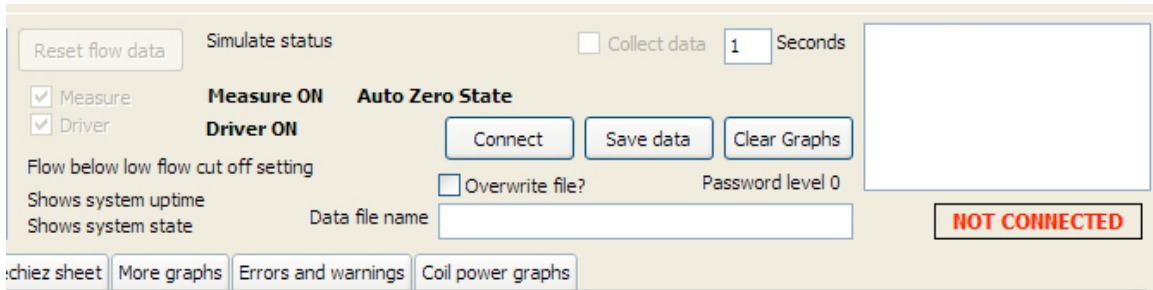 Reset flow data Simulate status Collect data 1 Seconds
Measure Measure ON Auto Zero State
Driver Driver ON
Connect Save data Clear Graphs
Flow below low flow cut off setting
Overwrite file? Password level 0
Shows system uptime
Shows system state Data file name NOT CONNECTED
sheet More graphs Errors and warnings Coil power graphs